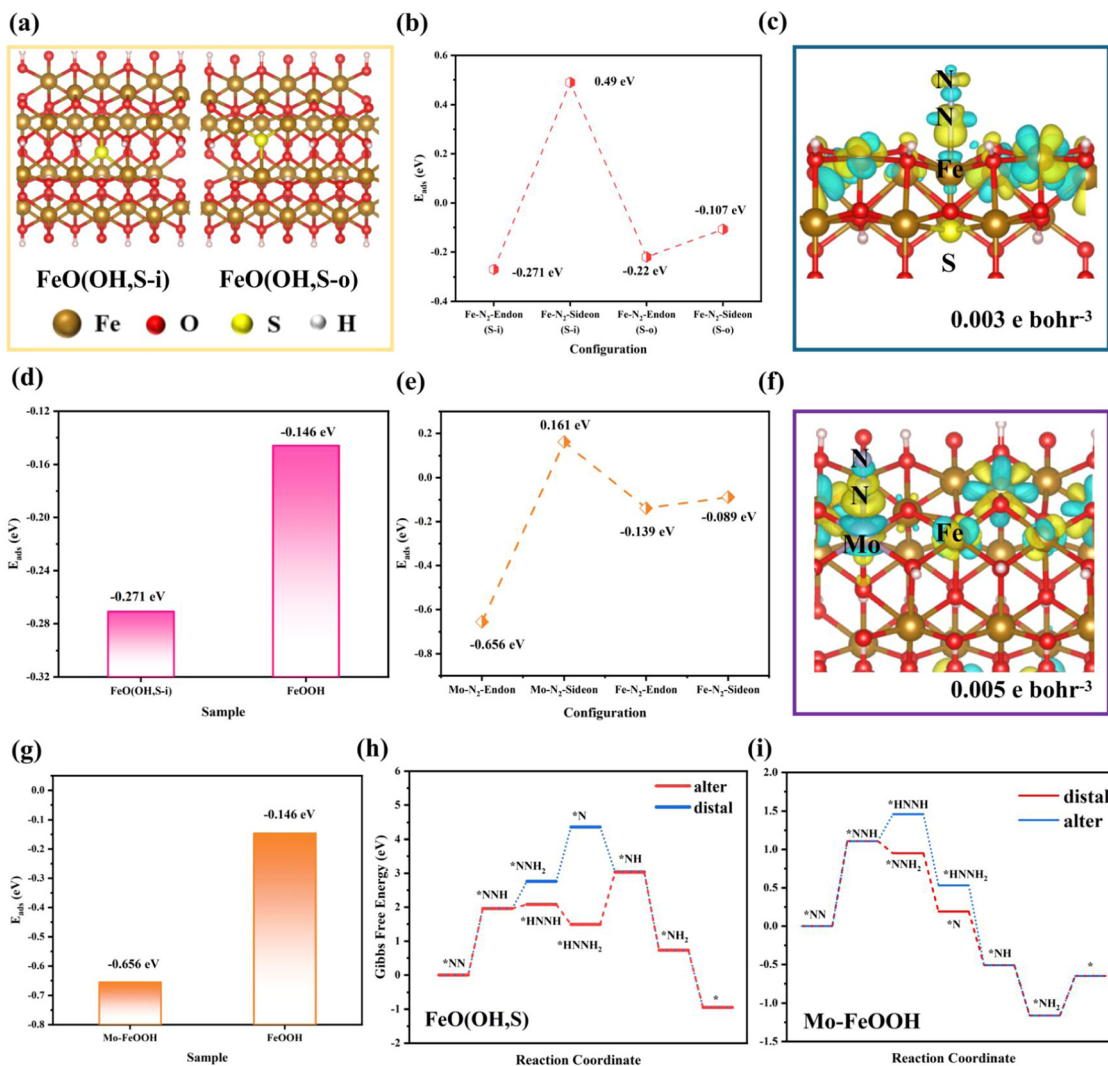 (a)
FeO(OH,S-i) FeO(OH,S-o)
Fe O S H
(b)
0.6
0.4
0.2
0.0
-0.2
-0.4
E_ads (eV)
0.49 eV
-0.107 eV
-0.271 eV
-0.22 eV
Fe-N₂-Endon (S-i)
Fe-N₂-Sideon (S-i)
Fe-N₂-Endon (S-o)
Fe-N₂-Sideon (S-o)
Configuration
(c)
N
N
Fe
S
0.003 e bohr⁻³
(d)
-0.12
-0.16
-0.20
-0.24
-0.28
-0.32
E_ads (eV)
-0.146 eV
-0.271 eV
FeO(OH,S-i)
FeOOH
Sample
(e)
0.2
0.0
-0.2
-0.4
-0.6
-0.8
E_ads (eV)
0.161 eV
-0.139 eV
-0.089 eV
-0.656 eV
Mo-N₂-Endon
Mo-N₂-Sideon
Fe-N₂-Endon
Fe-N₂-Sideon
Configuration
(f)
N
N
Mo
Fe
0.005 e bohr⁻³
(g)
0.0
-0.1
-0.2
-0.3
-0.4
-0.5
-0.6
-0.7
-0.8
E_ads (eV)
-0.146 eV
-0.656 eV
Mo-FeOOH
FeOOH
Sample
(h)
6
5
4
3
2
1
0
-1
-2
Gibbs Free Energy (eV)
alter
distal
*NN
*NNH
*NNH₂
*HNNH
*N
*HNNH₂
*NH
*NH₂
*
FeO(OH,S)
Reaction Coordinate
(i)
2.0
1.5
1.0
0.5
0.0
-0.5
-1.0
-1.5
distal
alter
*NN
*NNH
*HNNH
*NNH₂
*HNNH₂
*N
*NH
*NH₂
*
Mo-FeOOH
Reaction Coordinate